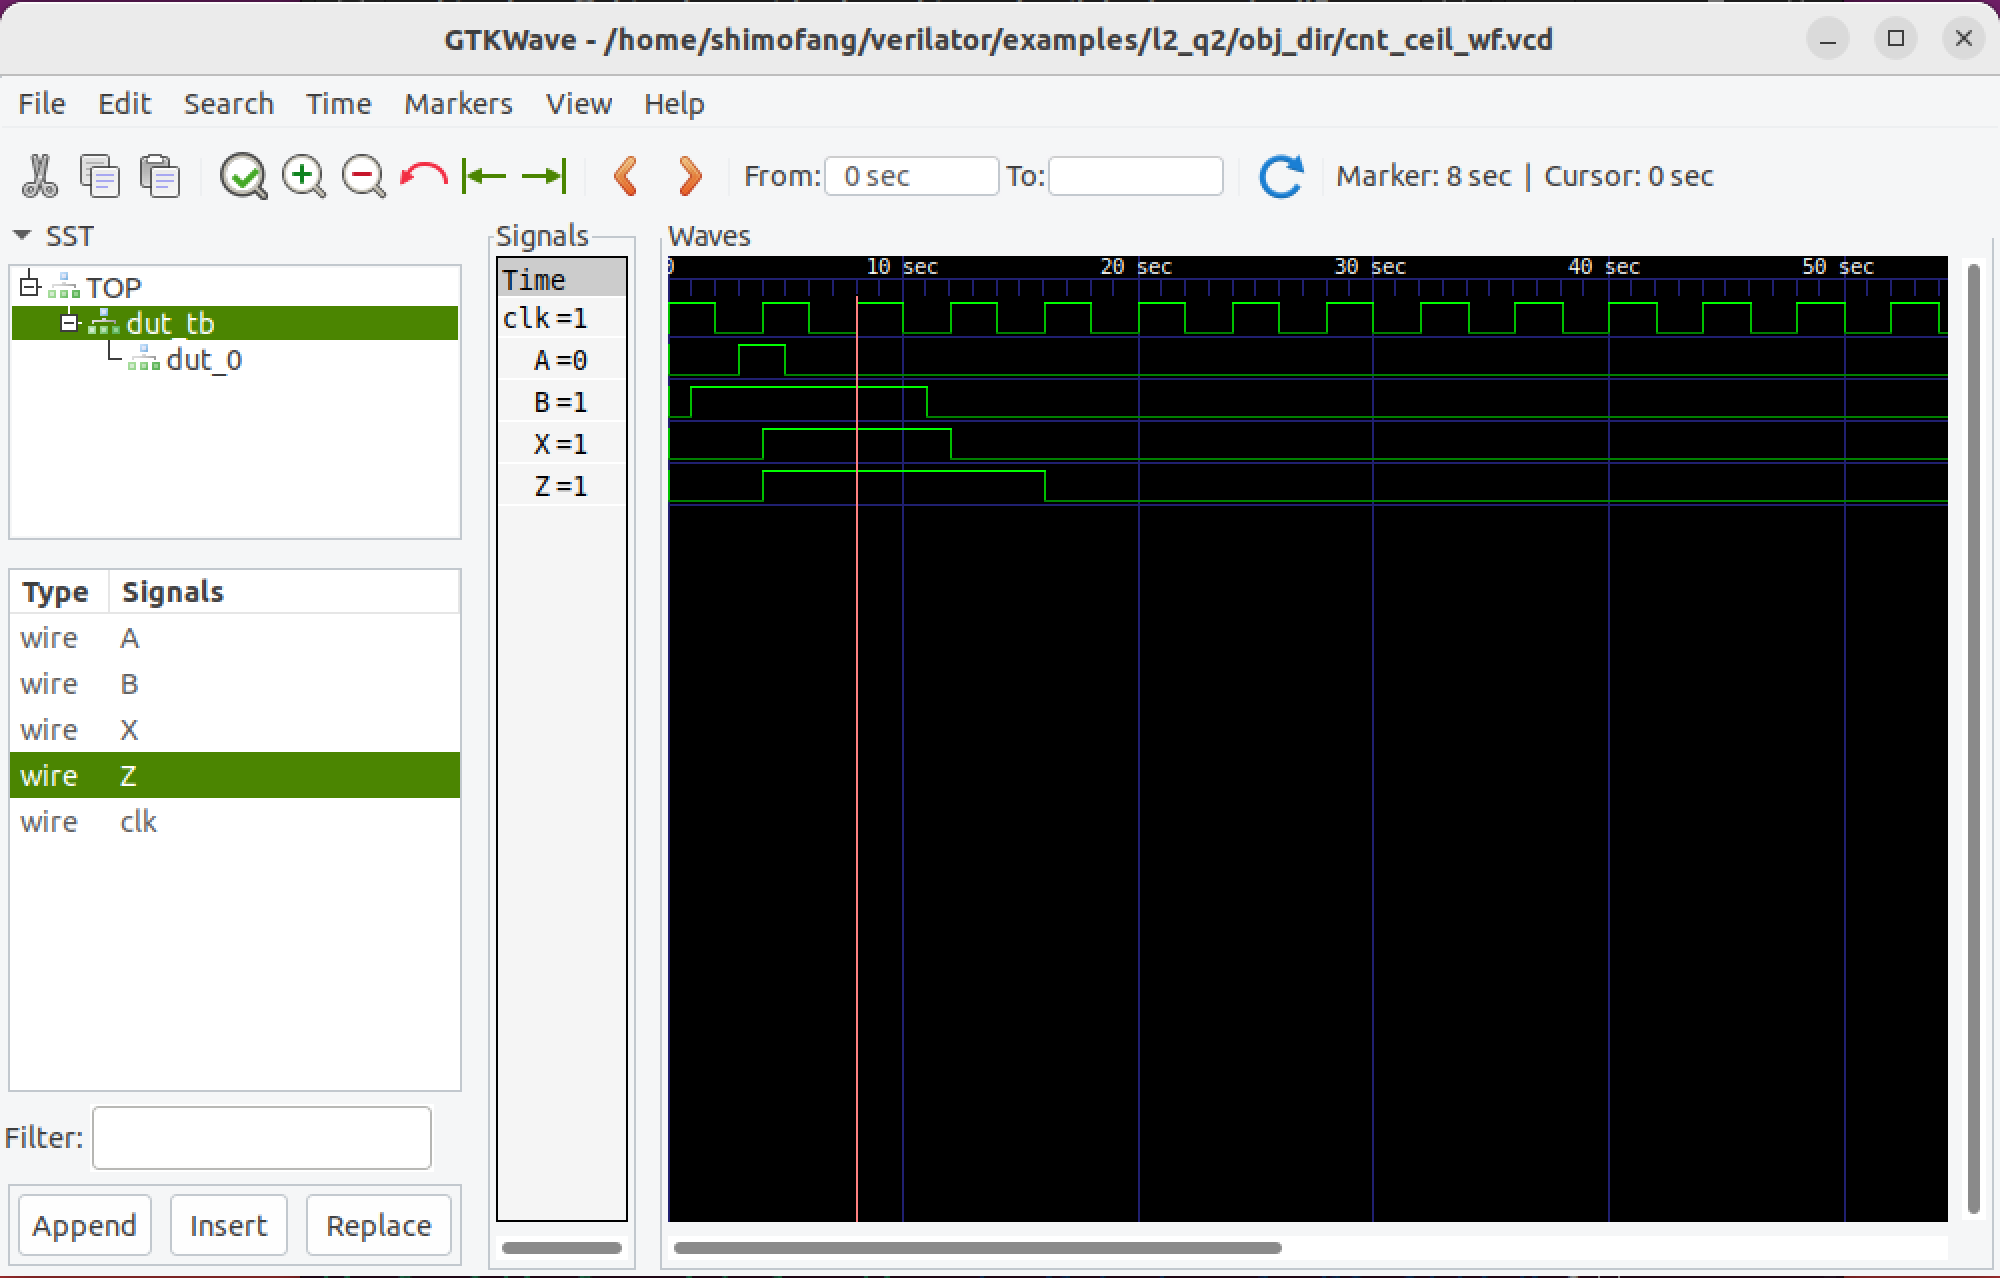 GTKWave - /home/shimofang/verilator/examples/l2_q2/obj_dir/cnt_ceil_wf.vcd
File Edit Search Time Markers View Help
From: 0 sec To: Marker: 8 sec | Cursor: 0 sec
SST
TOP
dut_tb
dut_0
Type Signals
wire A
wire B
wire X
wire Z
wire clk
Filter:
Append Insert Replace
Signals
Time
clk=1
A=0
B=1
X=1
Z=1
Waves
0 10 sec 20 sec 30 sec 40 sec 50 sec